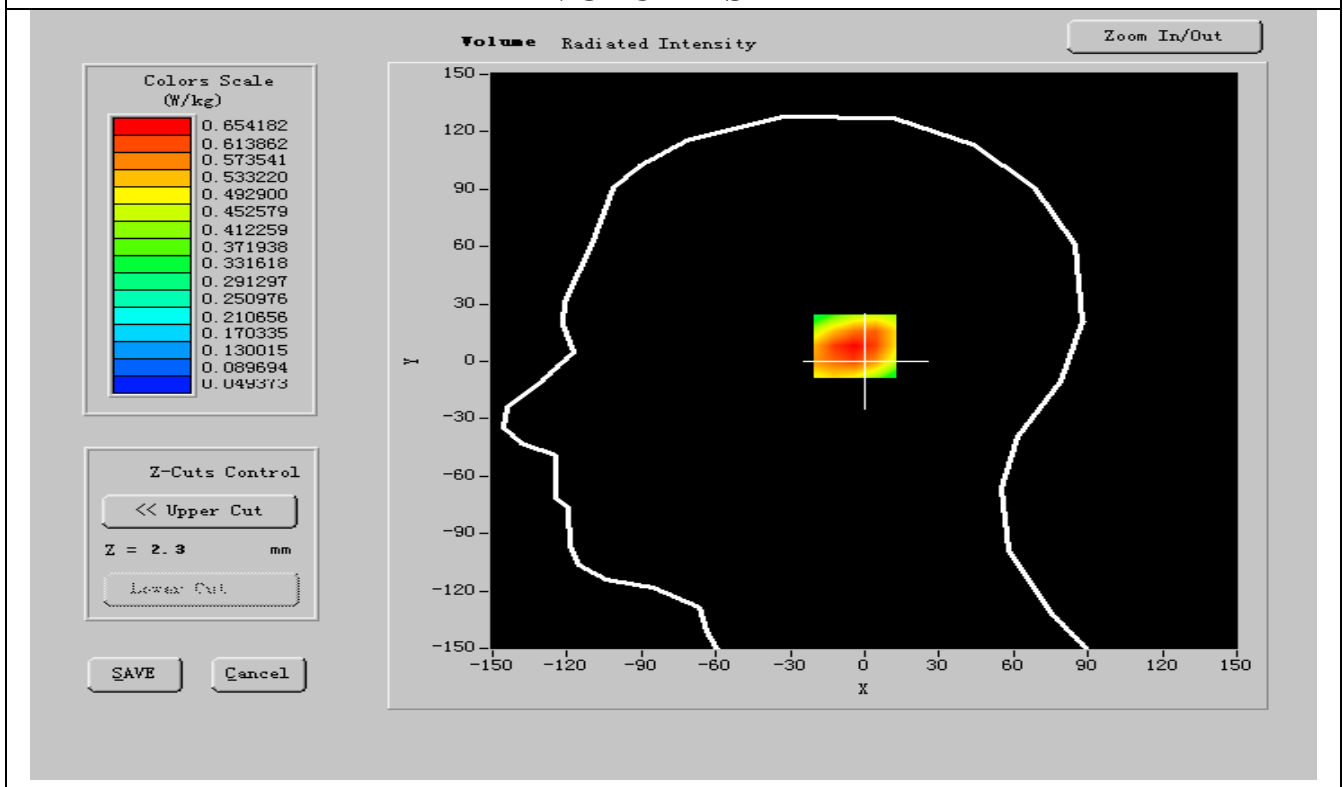 Volume Radiated Intensity
Zoom In/Out
Colors Scale
(W/kg)
0.654182
0.613862
0.573541
0.533220
0.492900
0.452579
0.412259
0.371938
0.331618
0.291297
0.250976
0.210656
0.170335
0.130015
0.089694
0.049373
Z-Cuts Control
<< Upper Cut
Z = 2.3 mm
Lower Cut
SAVE Cancel
150
120
90
60
30
0
-30
-60
-90
-120
-150
Y
-150 -120 -90 -60 -30 0 30 60 90 120 150
X